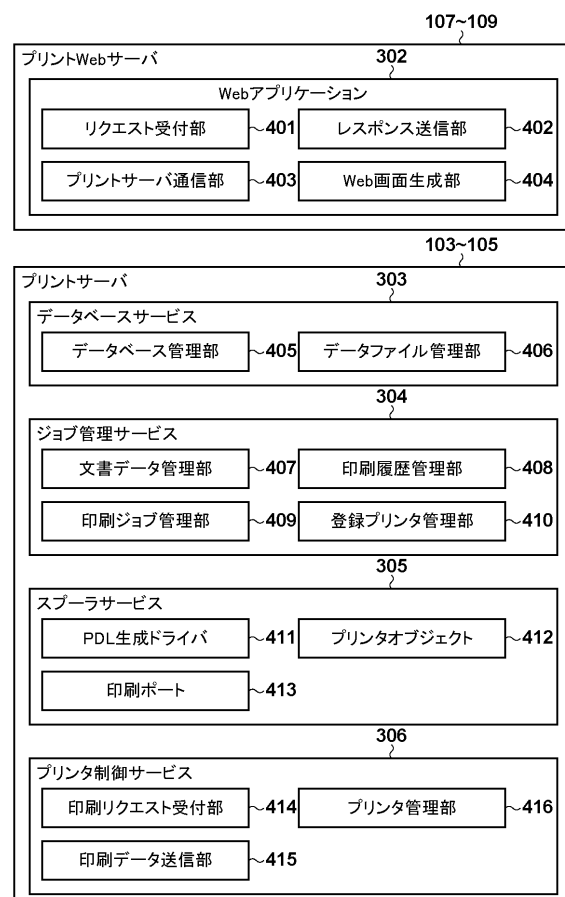 107~109
プリントWebサーバ
302
Webアプリケーション
リクエスト受付部 401
レスポンス送信部 402
プリントサーバ通信部 403
Web画面生成部 404
103~105
プリントサーバ
303
データベースサービス
データベース管理部 405
データファイル管理部 406
304
ジョブ管理サービス
文書データ管理部 407
印刷履歴管理部 408
印刷ジョブ管理部 409
登録プリンタ管理部 410
305
スプーラサービス
PDL生成ドライバ 411
プリンタオブジェクト 412
印刷ポート 413
306
プリンタ制御サービス
印刷リクエスト受付部 414
プリンタ管理部 416
印刷データ送信部 415